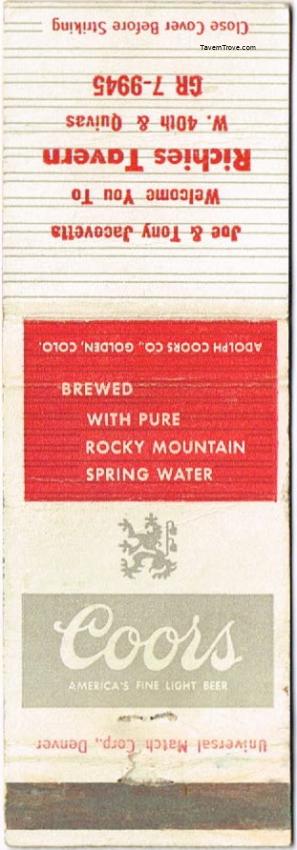 Close Cover Before Striking
TavernTrove.com
GR 7-9945
W. 40th & Quivas
Richies Tavern
Welcome You To
Joe & Tony Jacovetta
ADOLPH COORS CO., GOLDEN, COLO.
BREWED
WITH PURE
ROCKY MOUNTAIN
SPRING WATER
Coors
AMERICA'S FINE LIGHT BEER
Universal Match Corp., Denver